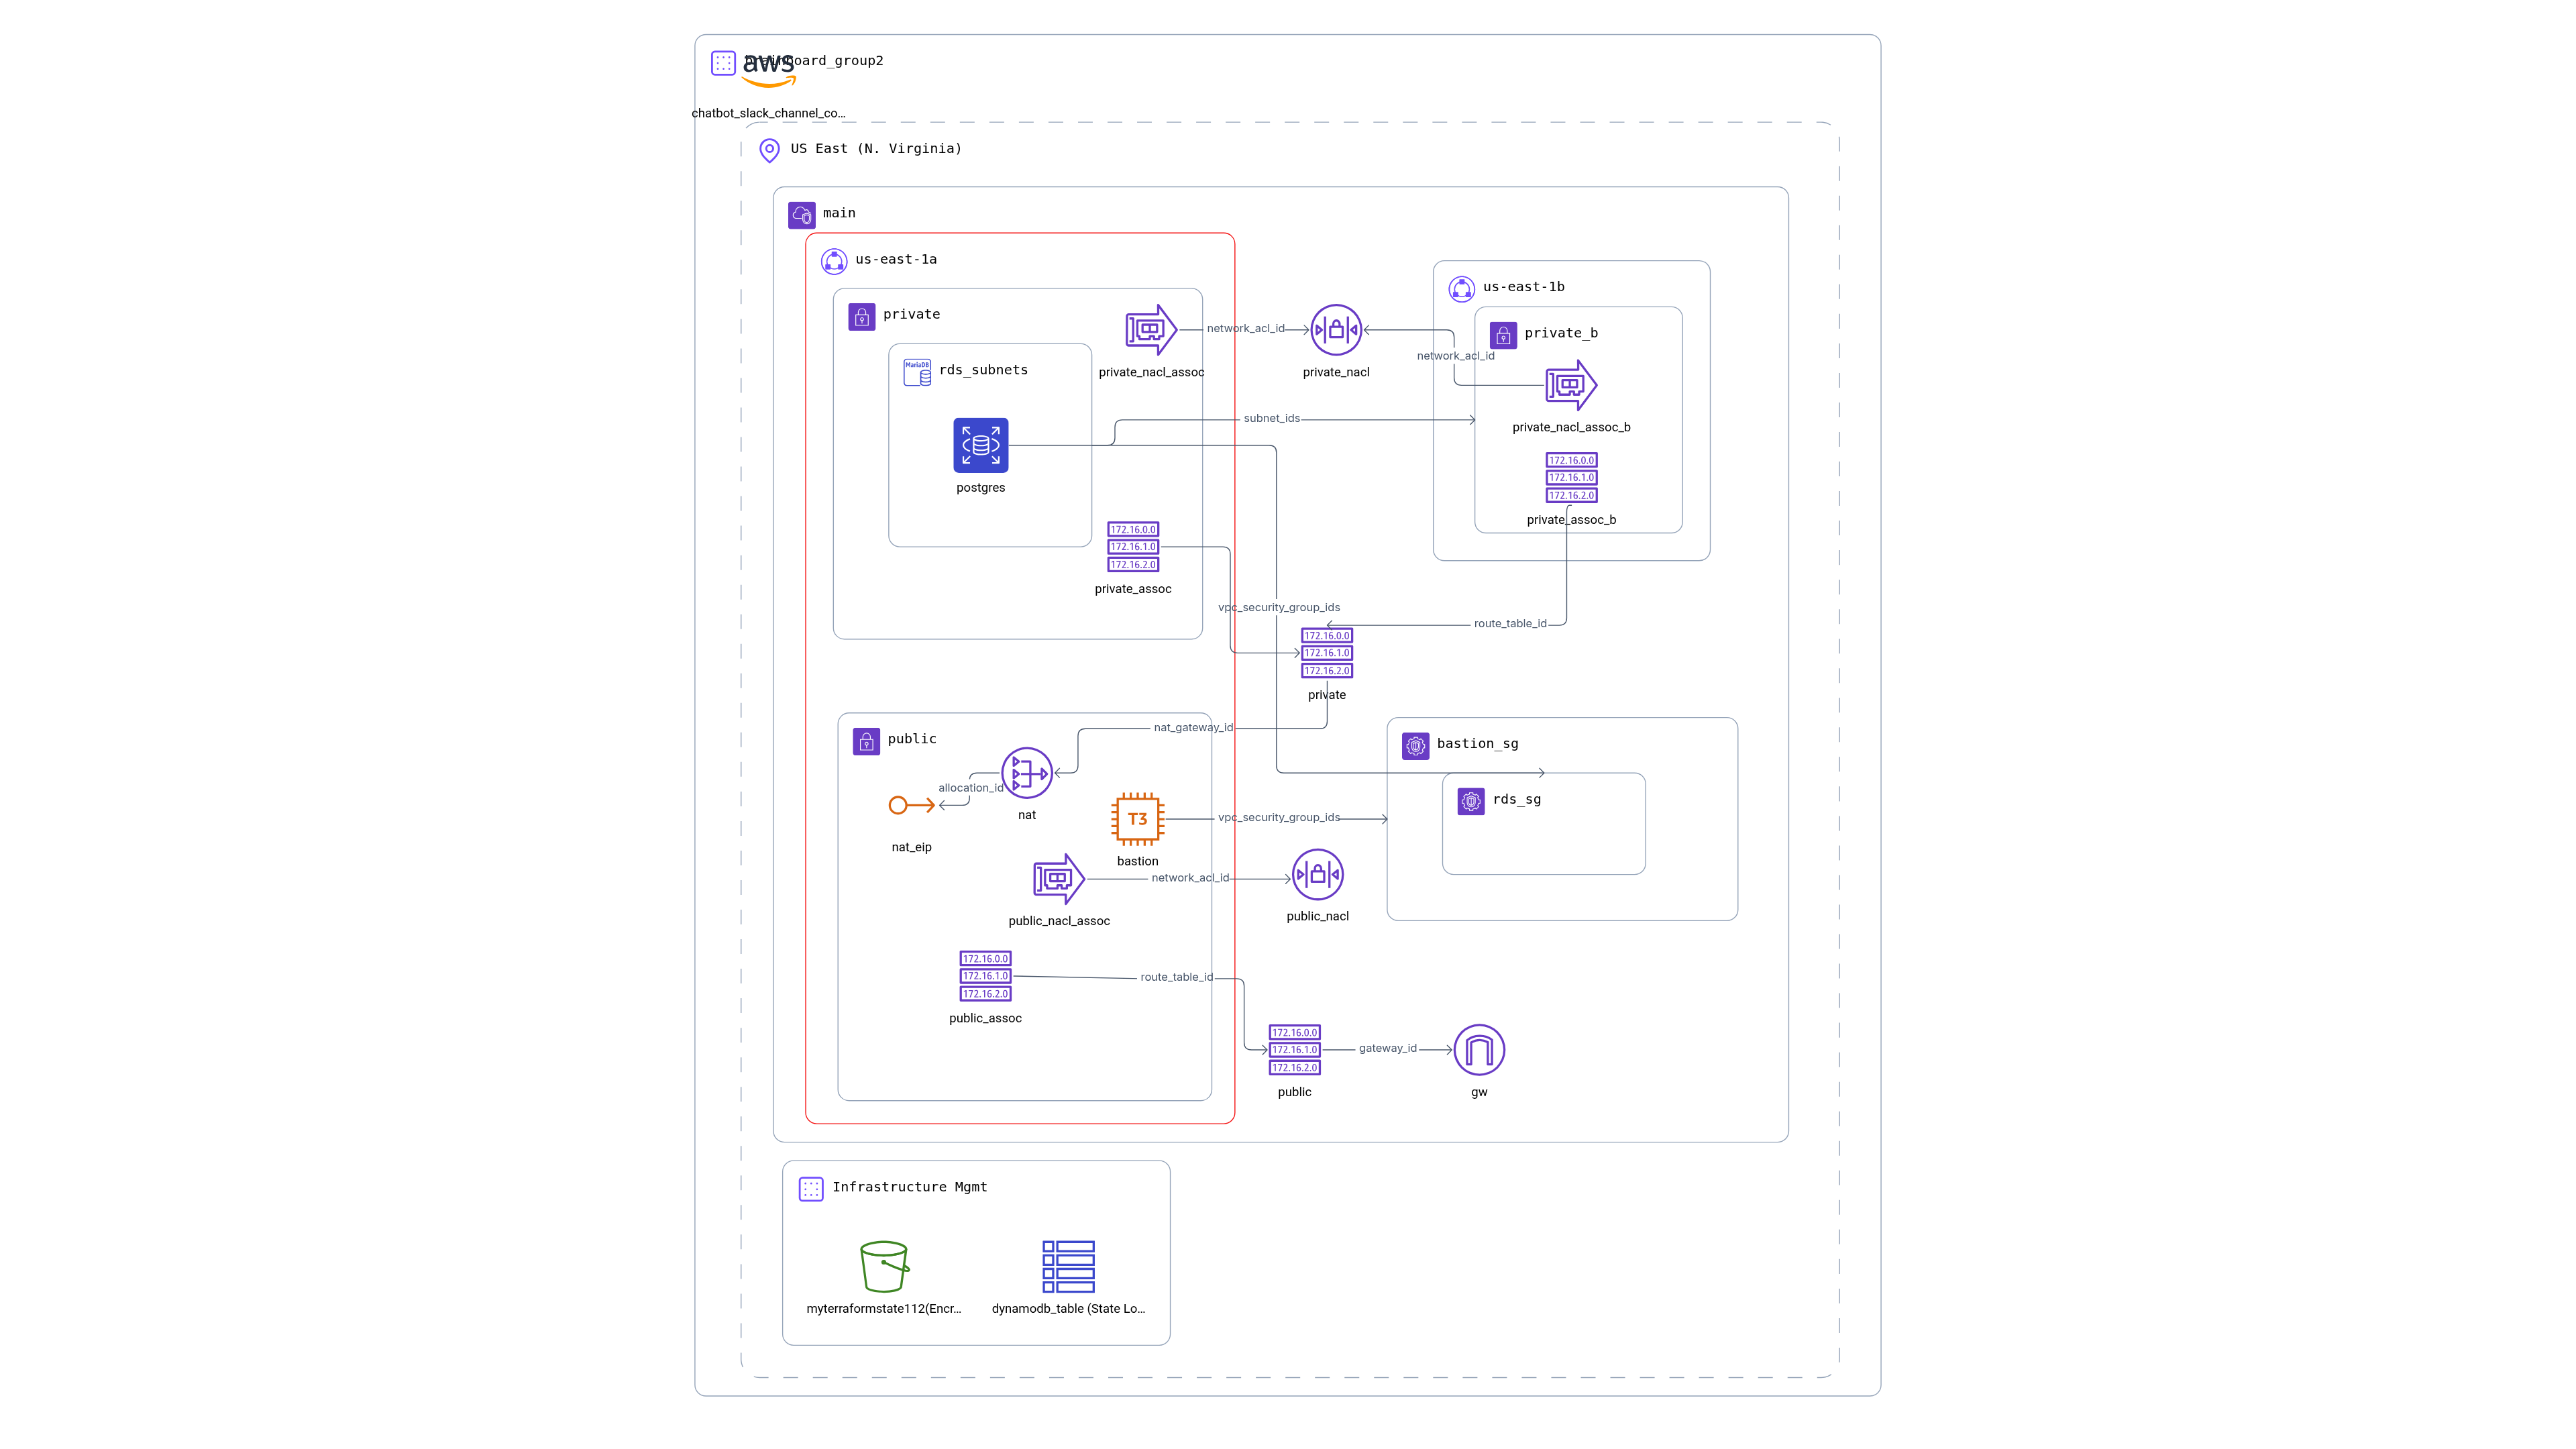 aws
chatbot_slack_channel_co...
US East (N. Virginia)
main
us-east-1a
us-east-1b
private
private_b
MariaDB
rds_subnets
network_acl_id
private_nacl_assoc
private_nacl
network_acl_id
private_nacl_assoc_b
subnet_ids
postgres
172.16.0.0
172.16.1.0
172.16.2.0
private_assoc_b
172.16.0.0
172.16.1.0
172.16.2.0
private_assoc
vpc_security_group_ids
route_table_id
172.16.0.0
172.16.1.0
172.16.2.0
private
nat_gateway_id
public
bastion_sg
allocation_id
nat
nat_eip
T3
bastion
vpc_security_group_ids
rds_sg
network_acl_id
public_nacl_assoc
public_nacl
172.16.0.0
172.16.1.0
172.16.2.0
public_assoc
route_table_id
172.16.0.0
172.16.1.0
172.16.2.0
public
gateway_id
gw
Infrastructure Mgmt
myterraformstate112(Encr...
dynamodb_table (State Lo...